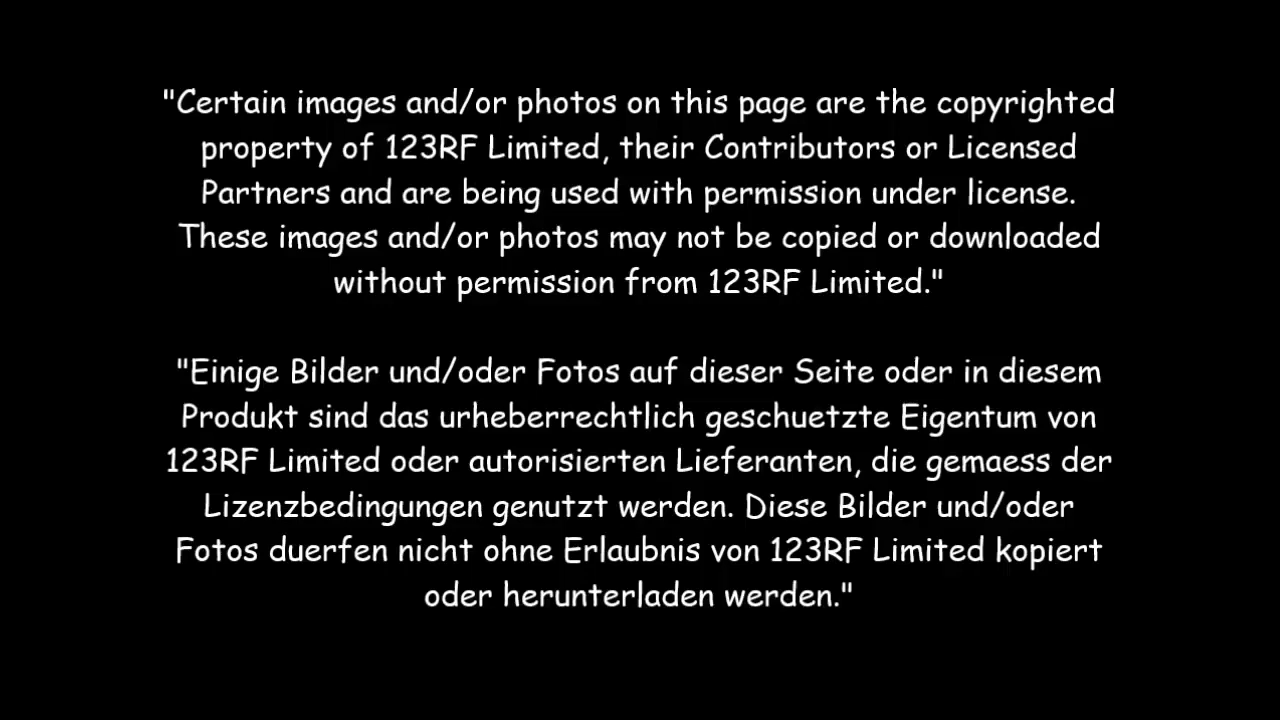 "Certain images and/or photos on this page are the copyrighted
property of 123RF Limited, their Contributors or Licensed
Partners and are being used with permission under license.
These images and/or photos may not be copied or downloaded
without permission from 123RF Limited."
"Einige Bilder und/oder Fotos auf dieser Seite oder in diesem
Produkt sind das urheberrechtlich geschuetzte Eigentum von
123RF Limited oder autorisierten Lieferanten, die gemaess der
Lizenzbedingungen genutzt werden. Diese Bilder und/oder
Fotos duerfen nicht ohne Erlaubnis von 123RF Limited kopiert
oder herunterladen werden."